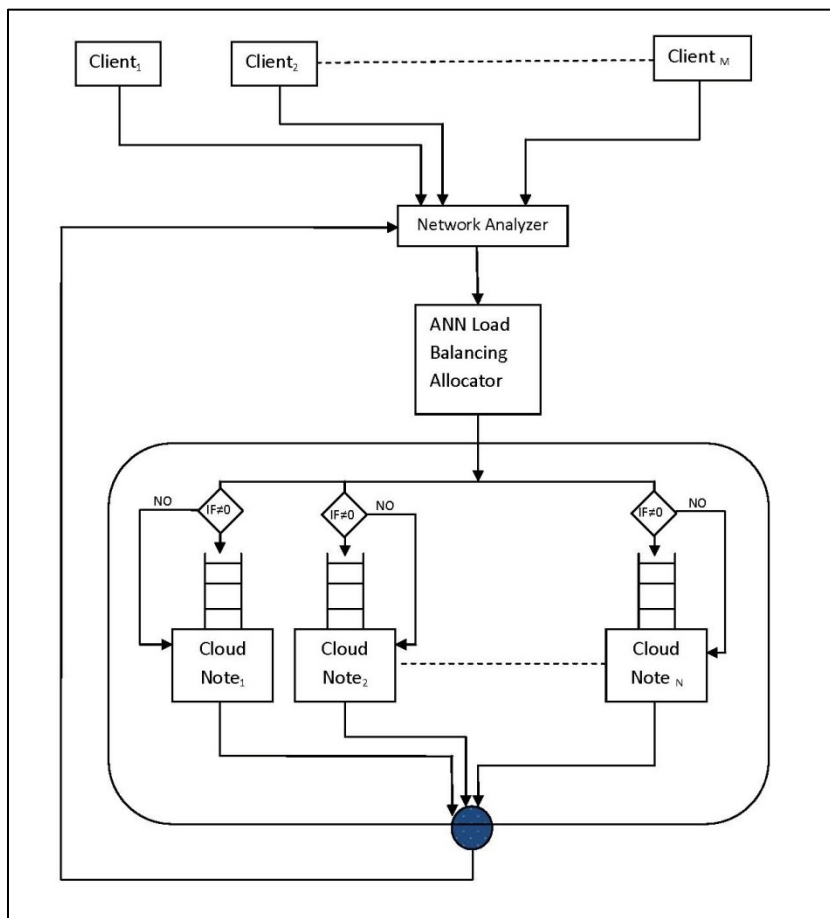 Client1
Client2
Client M
Network Analyzer
ANN Load
Balancing
Allocator
NO
IF≠0
IF≠0
NO
IF≠0
NO
Cloud
Note1
Cloud
Note2
Cloud
Note N